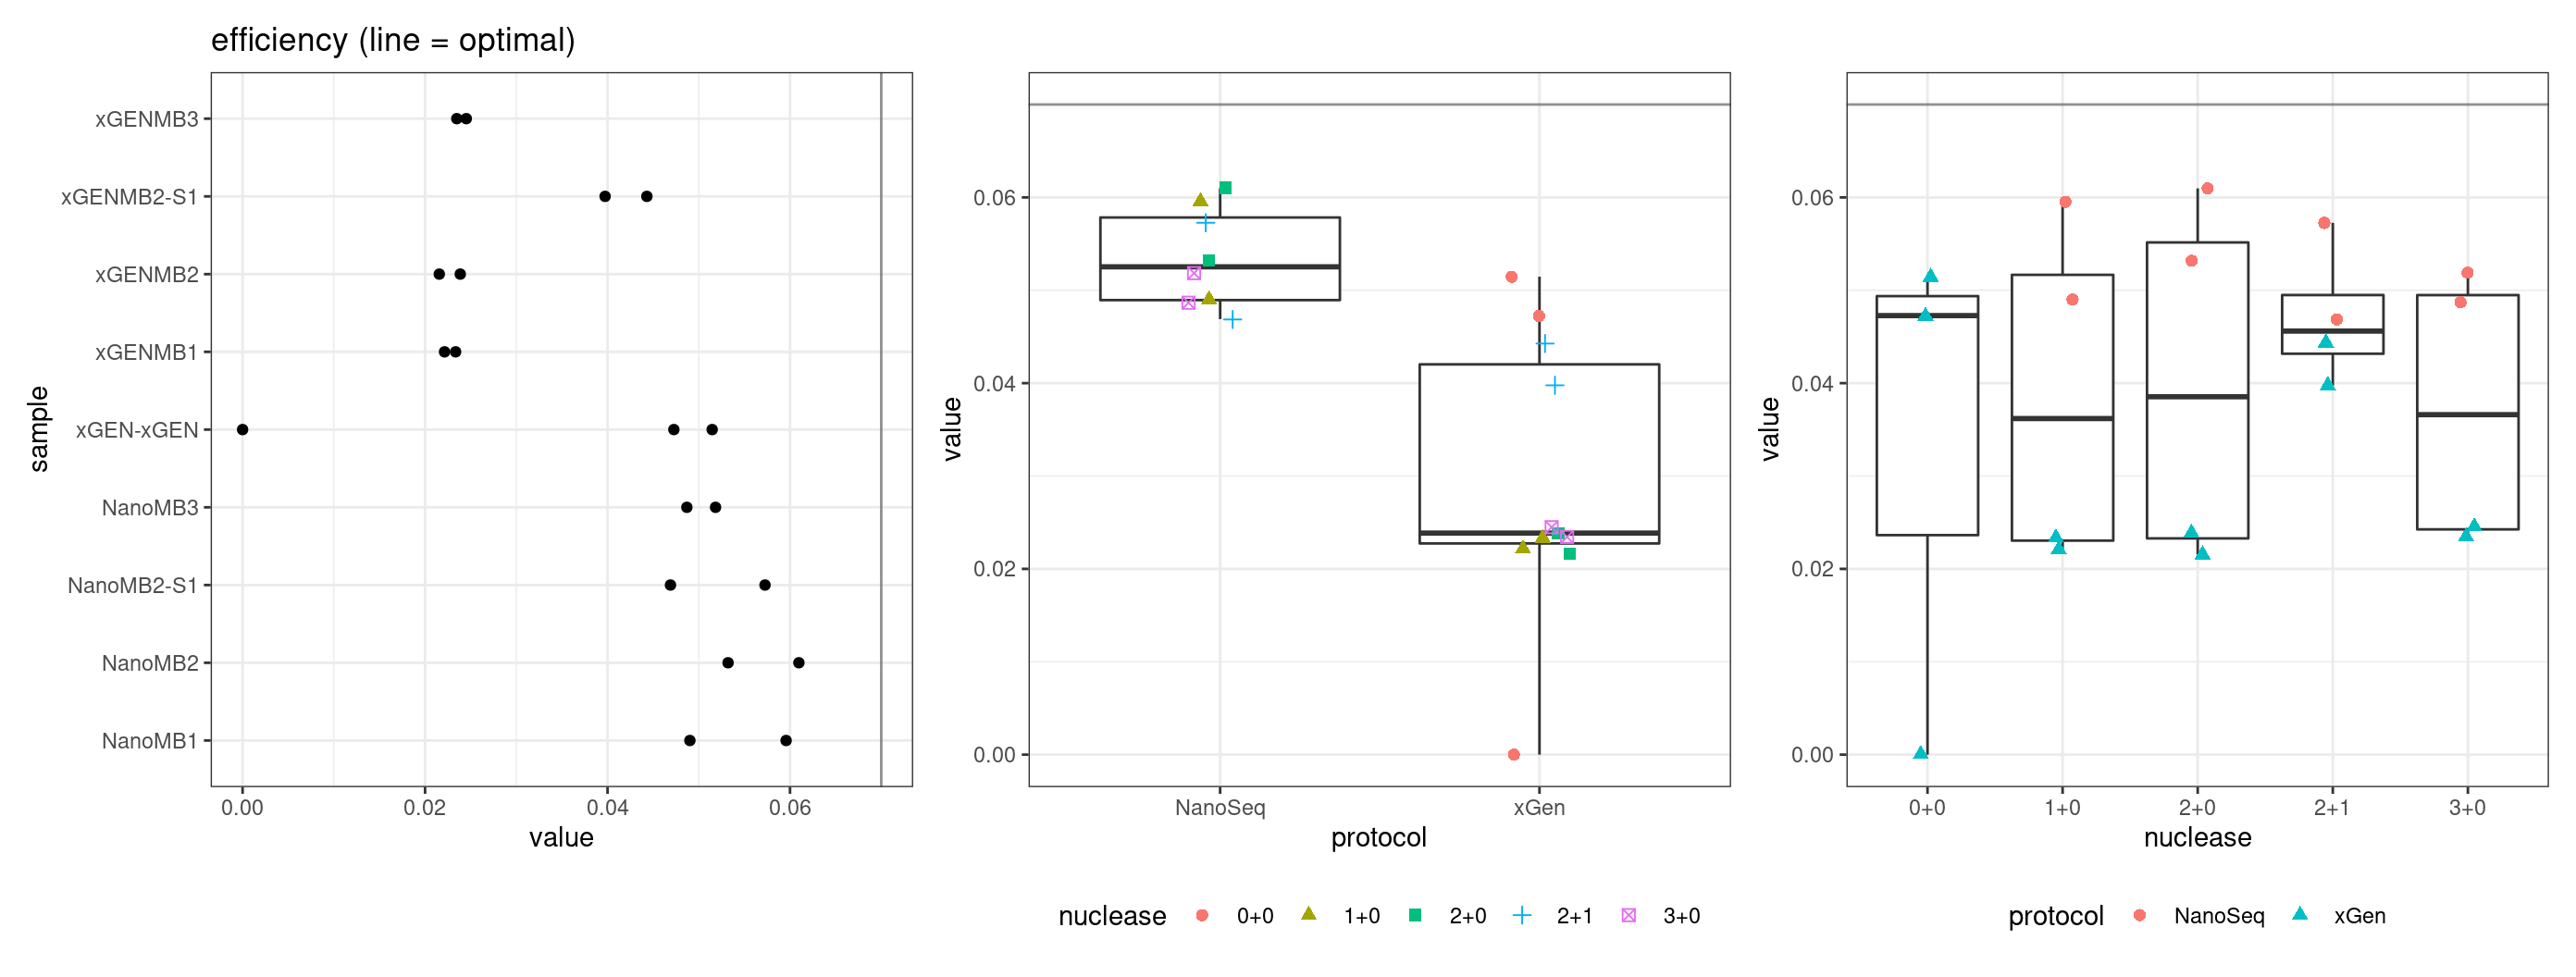 efficiency (line = optimal)
sample
xGENMB3
xGENMB2-S1
xGENMB2
xGENMB1
xGEN-xGEN
NanoMB3
NanoMB2-S1
NanoMB2
NanoMB1
0.00 0.02 0.04 0.06
value
value
0.06
0.04
0.02
0.00
NanoSeq xGen
protocol
nuclease 0+0 1+0 2+0 2+1 3+0
value
0.06
0.04
0.02
0.00
0+0 1+0 2+0 2+1 3+0
nuclease
protocol NanoSeq xGen